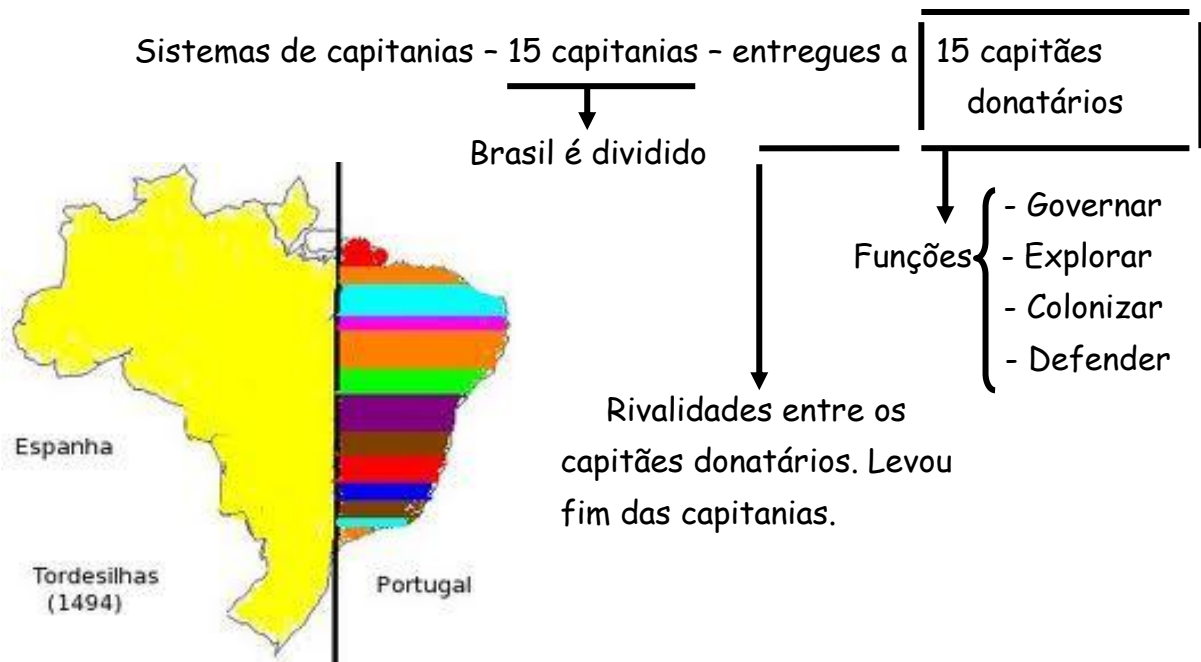 Sistemas de capitanias – 15 capitanias – entregues a 15 capitães
donatários
Brasil é dividido
Funções
- Governar
- Explorar
- Colonizar
- Defender
Rivalidades entre os
capitães donatários. Levou
fim das capitanias.
Espanha
Tordesilhas
(1494)
Portugal